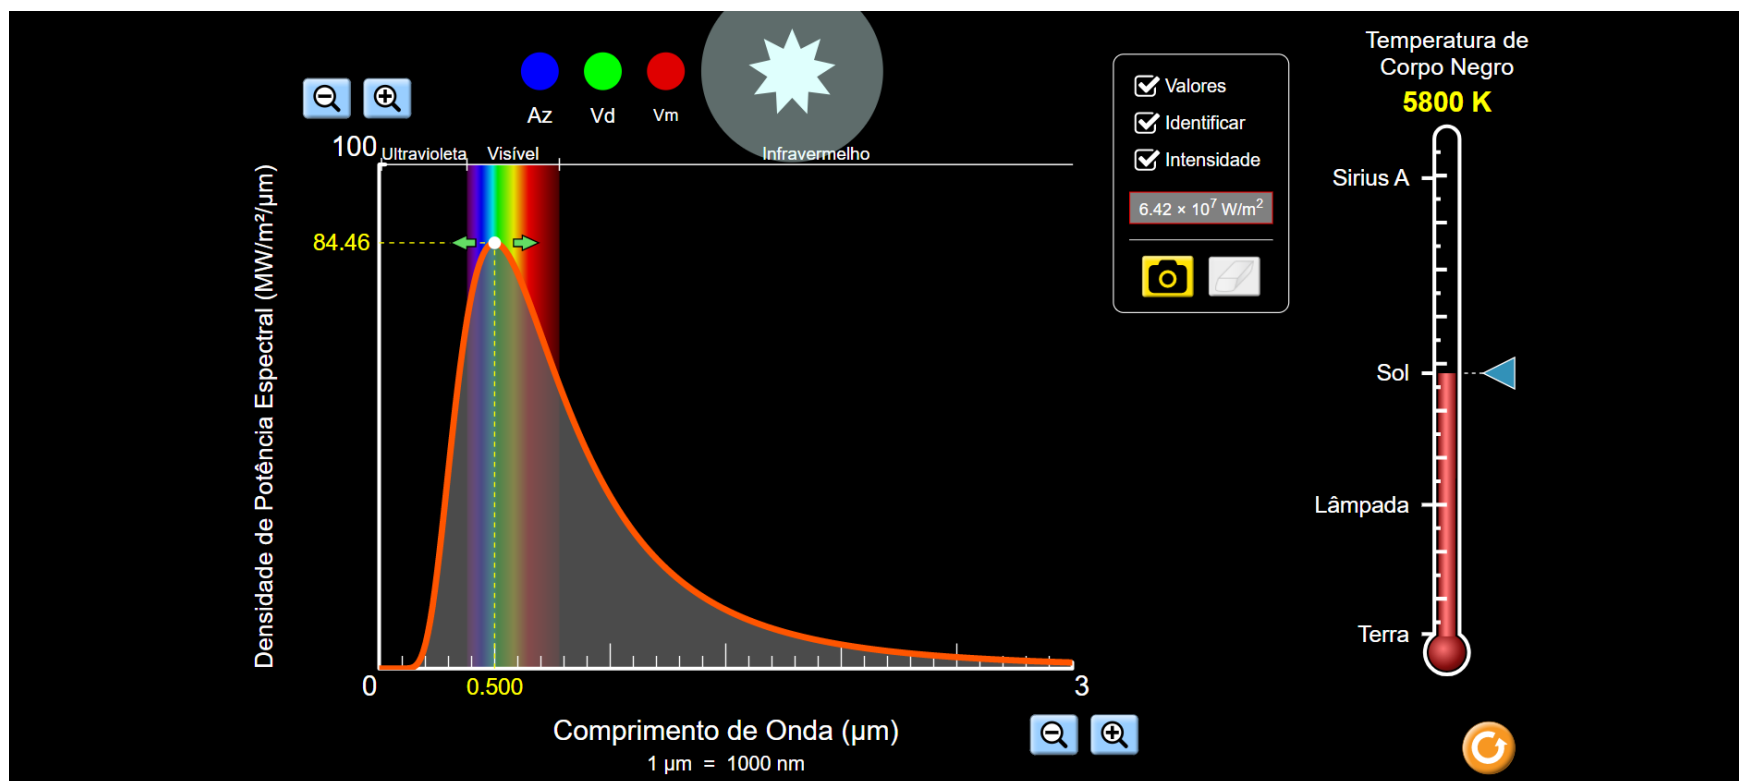 Az
Vd
Vm
100
Ultravioleta
Visível
Infravermelho
84.46
Densidade de Potência Espectral (MW/m²/μm)
0
0.500
3
Comprimento de Onda (μm)
1 μm = 1000 nm
Valores
Identificar
Intensidade
6.42 × 10⁷ W/m²
Temperatura de
Corpo Negro
5800 K
Sirius A
Sol
Lâmpada
Terra